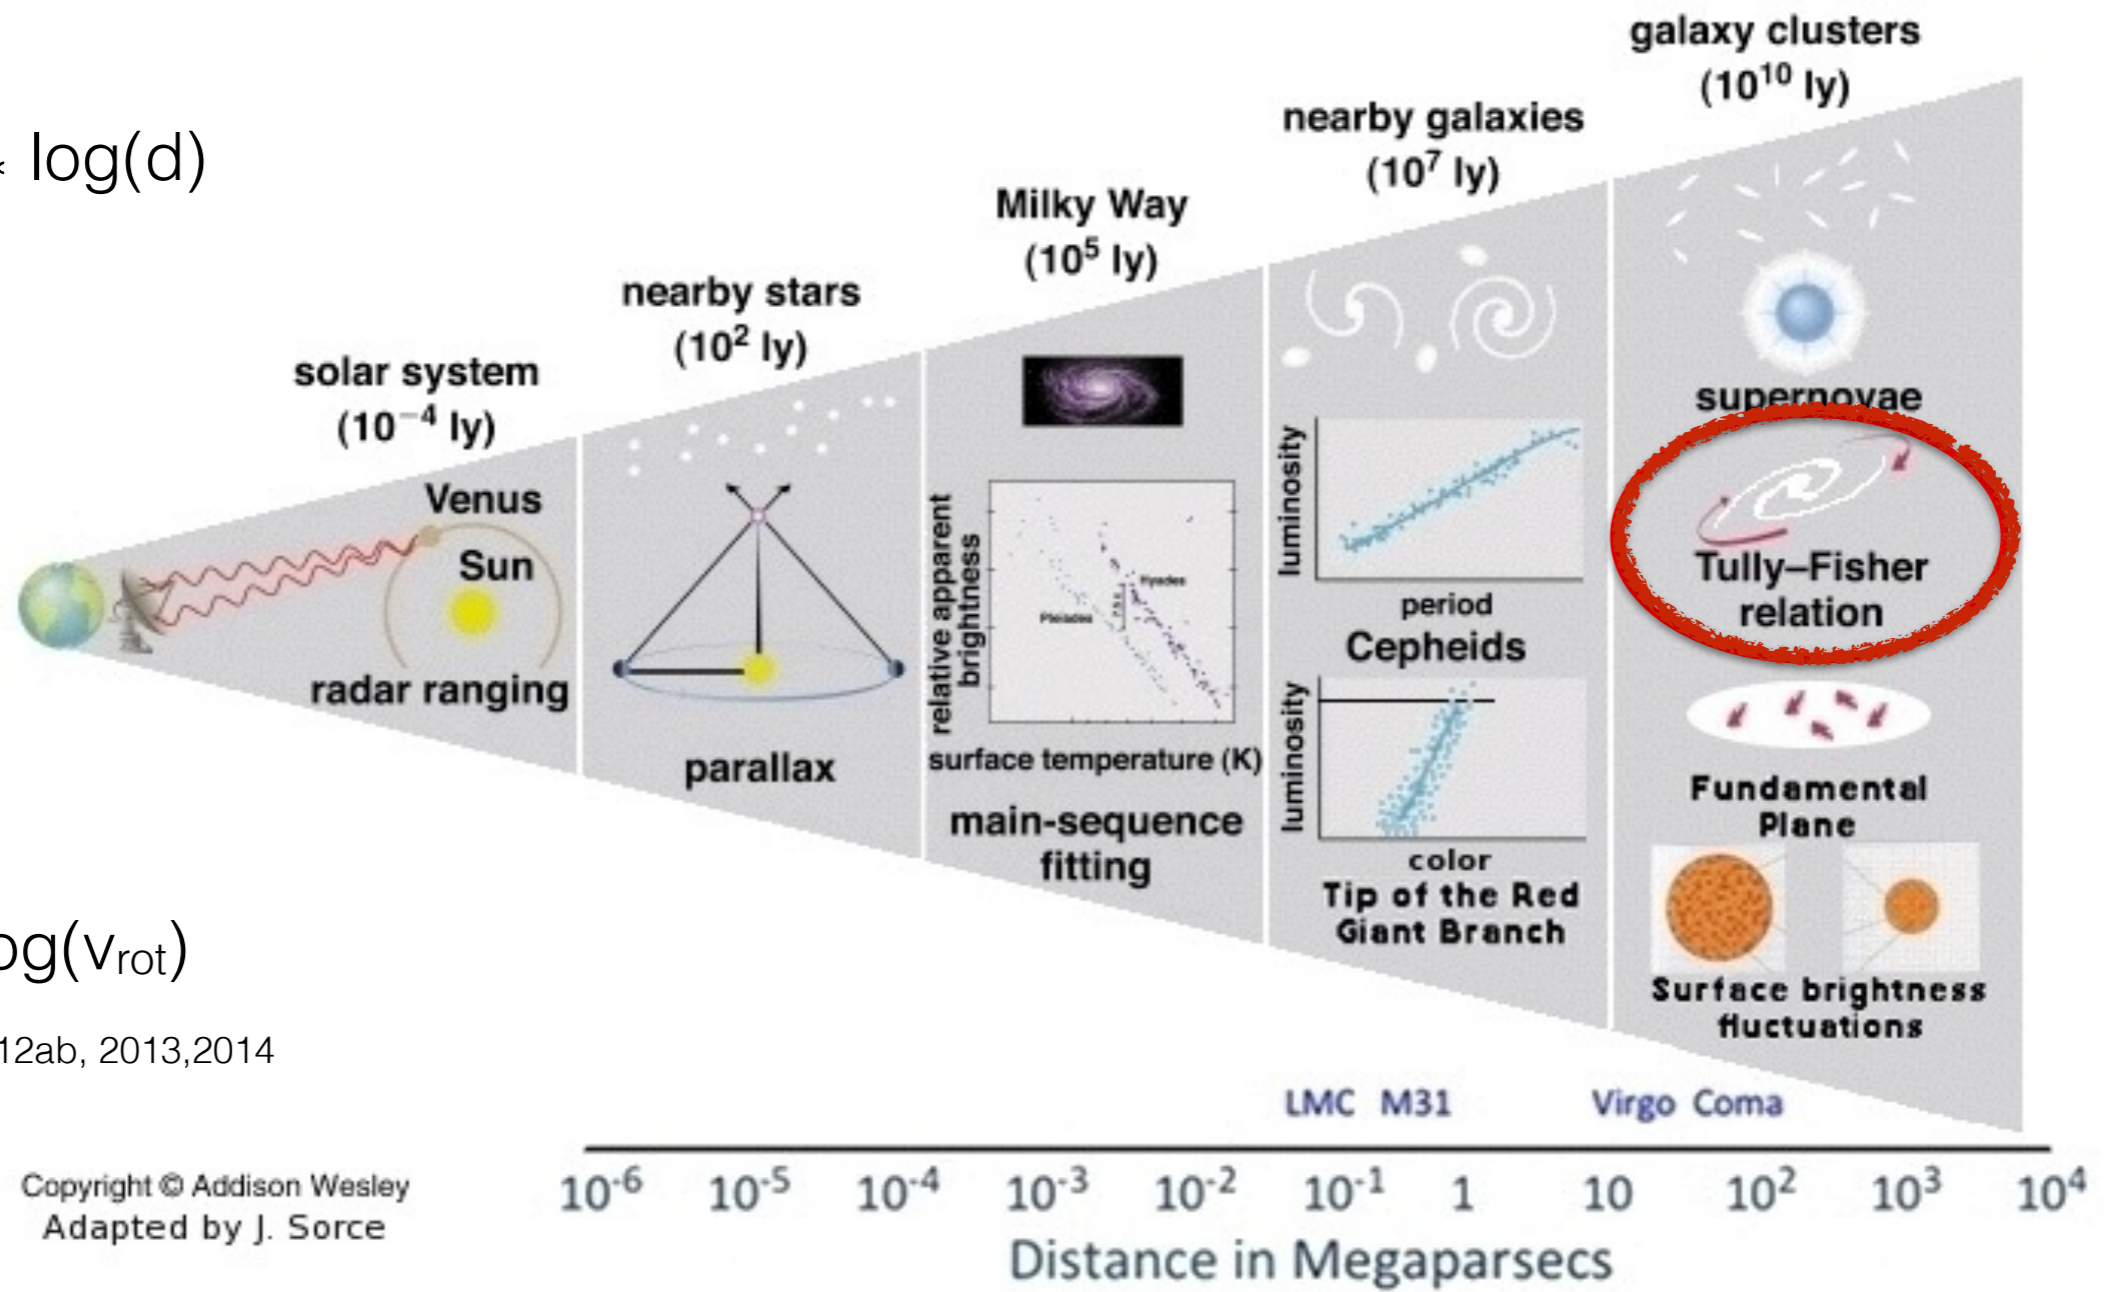 galaxy clusters
(10¹⁰ ly)
nearby galaxies
(10⁷ ly)
* log(d)
Milky Way
(10⁵ ly)
nearby stars
(10² ly)
solar system
(10⁻⁴ ly)
Venus
Sun
radar ranging
parallax
relative apparent
brightness
Hyades
Pleiades
surface temperature (K)
main-sequence
fitting
luminosity
period
Cepheids
luminosity
color
Tip of the Red
Giant Branch
supernovae
Tully–Fisher
relation
Fundamental
Plane
Surface brightness
fluctuations
og(vrot)
12ab, 2013,2014
LMC M31 Virgo Coma
10⁻⁶ 10⁻⁵ 10⁻⁴ 10⁻³ 10⁻² 10⁻¹ 1 10 10² 10³ 10⁴
Distance in Megaparsecs
Copyright © Addison Wesley
Adapted by J. Sorce